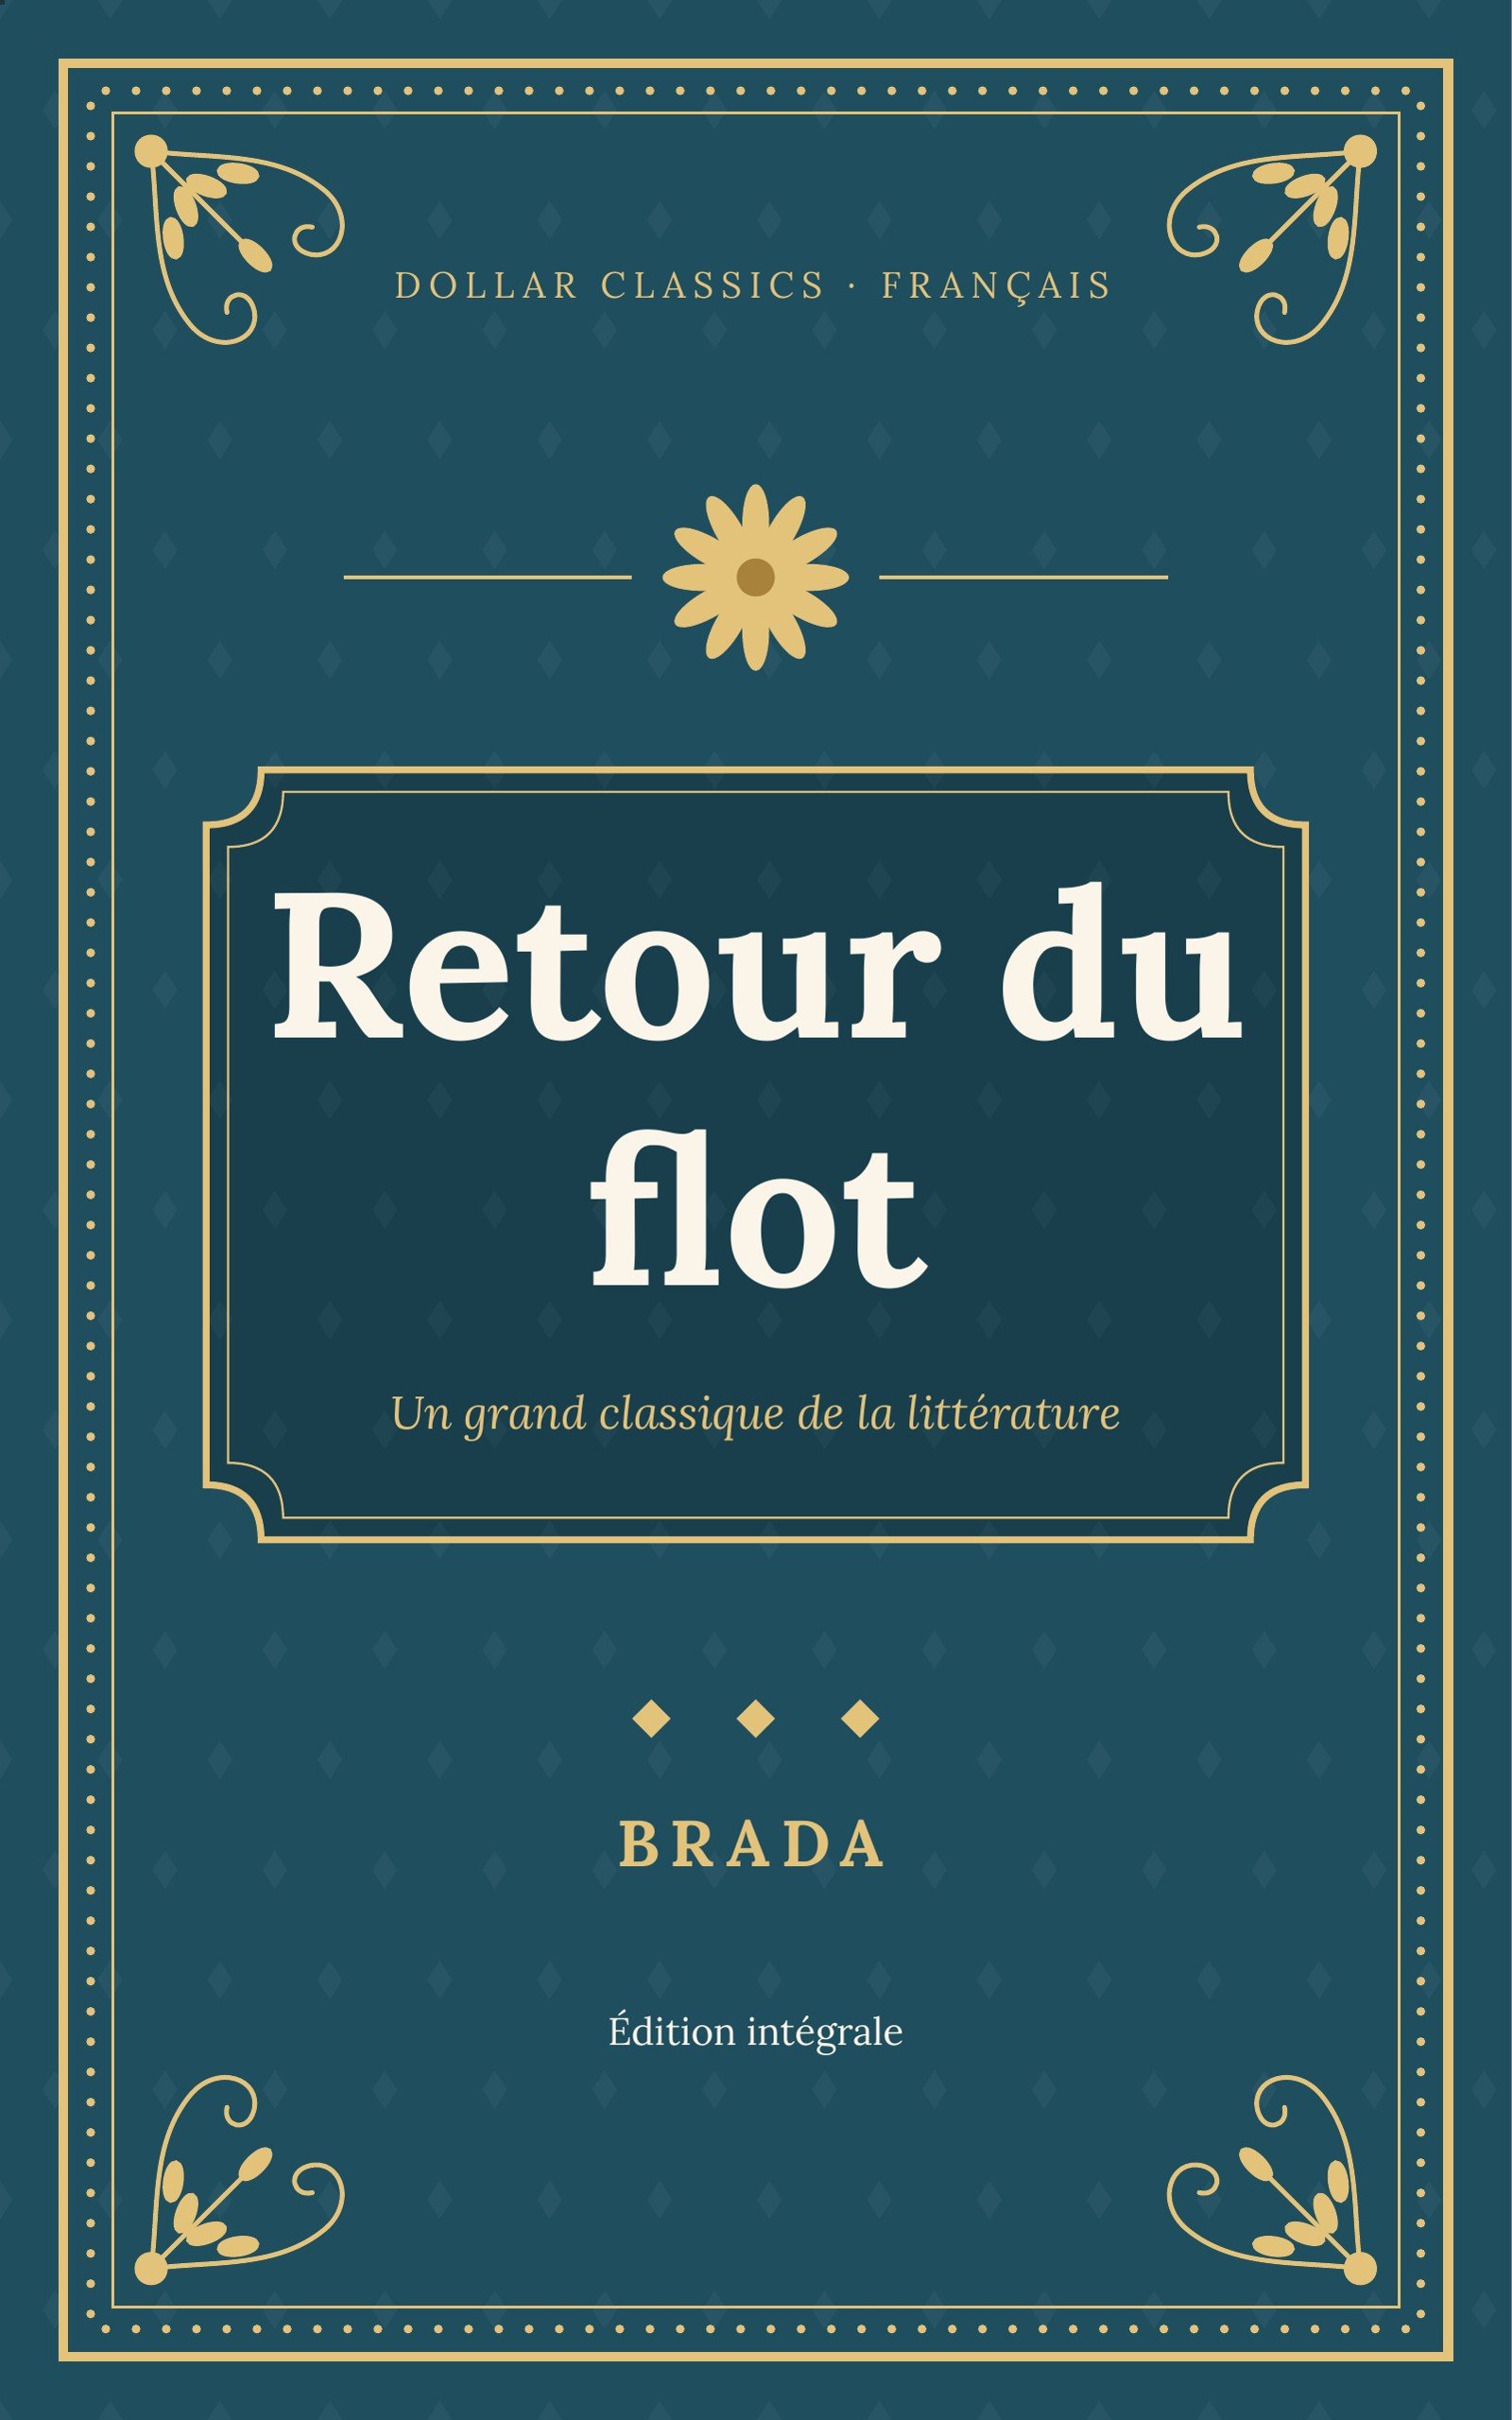 DOLLAR CLASSICS · FRANÇAIS
Retour du
flot
Un grand classique de la littérature
BRADA
Édition intégrale